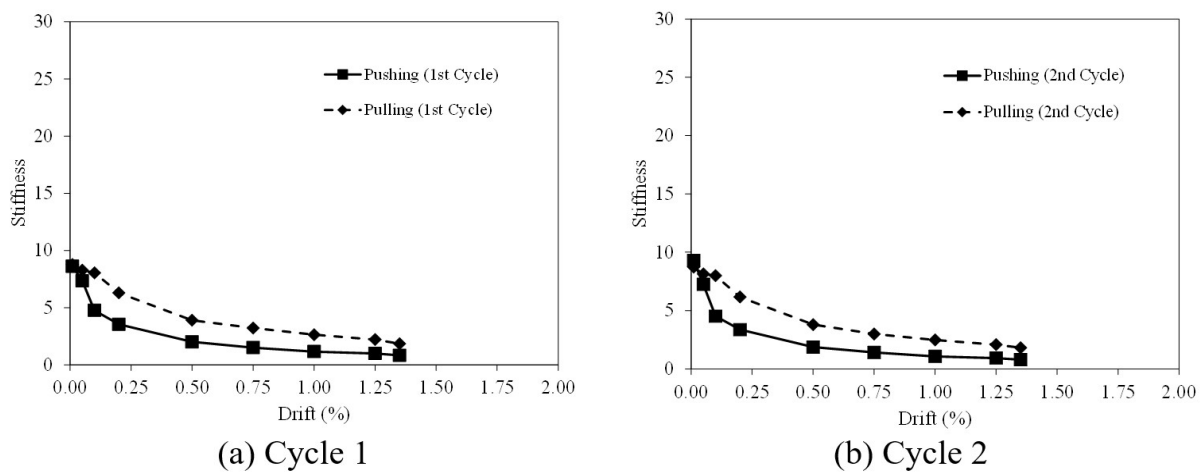 30
25
20
15
10
5
0
Stiffness
Pushing (1st Cycle)
Pulling (1st Cycle)
0.00 0.25 0.50 0.75 1.00 1.25 1.50 1.75 2.00
Drift (%)
(a) Cycle 1
30
25
20
15
10
5
0
Stiffness
Pushing (2nd Cycle)
Pulling (2nd Cycle)
0.00 0.25 0.50 0.75 1.00 1.25 1.50 1.75 2.00
Drift (%)
(b) Cycle 2